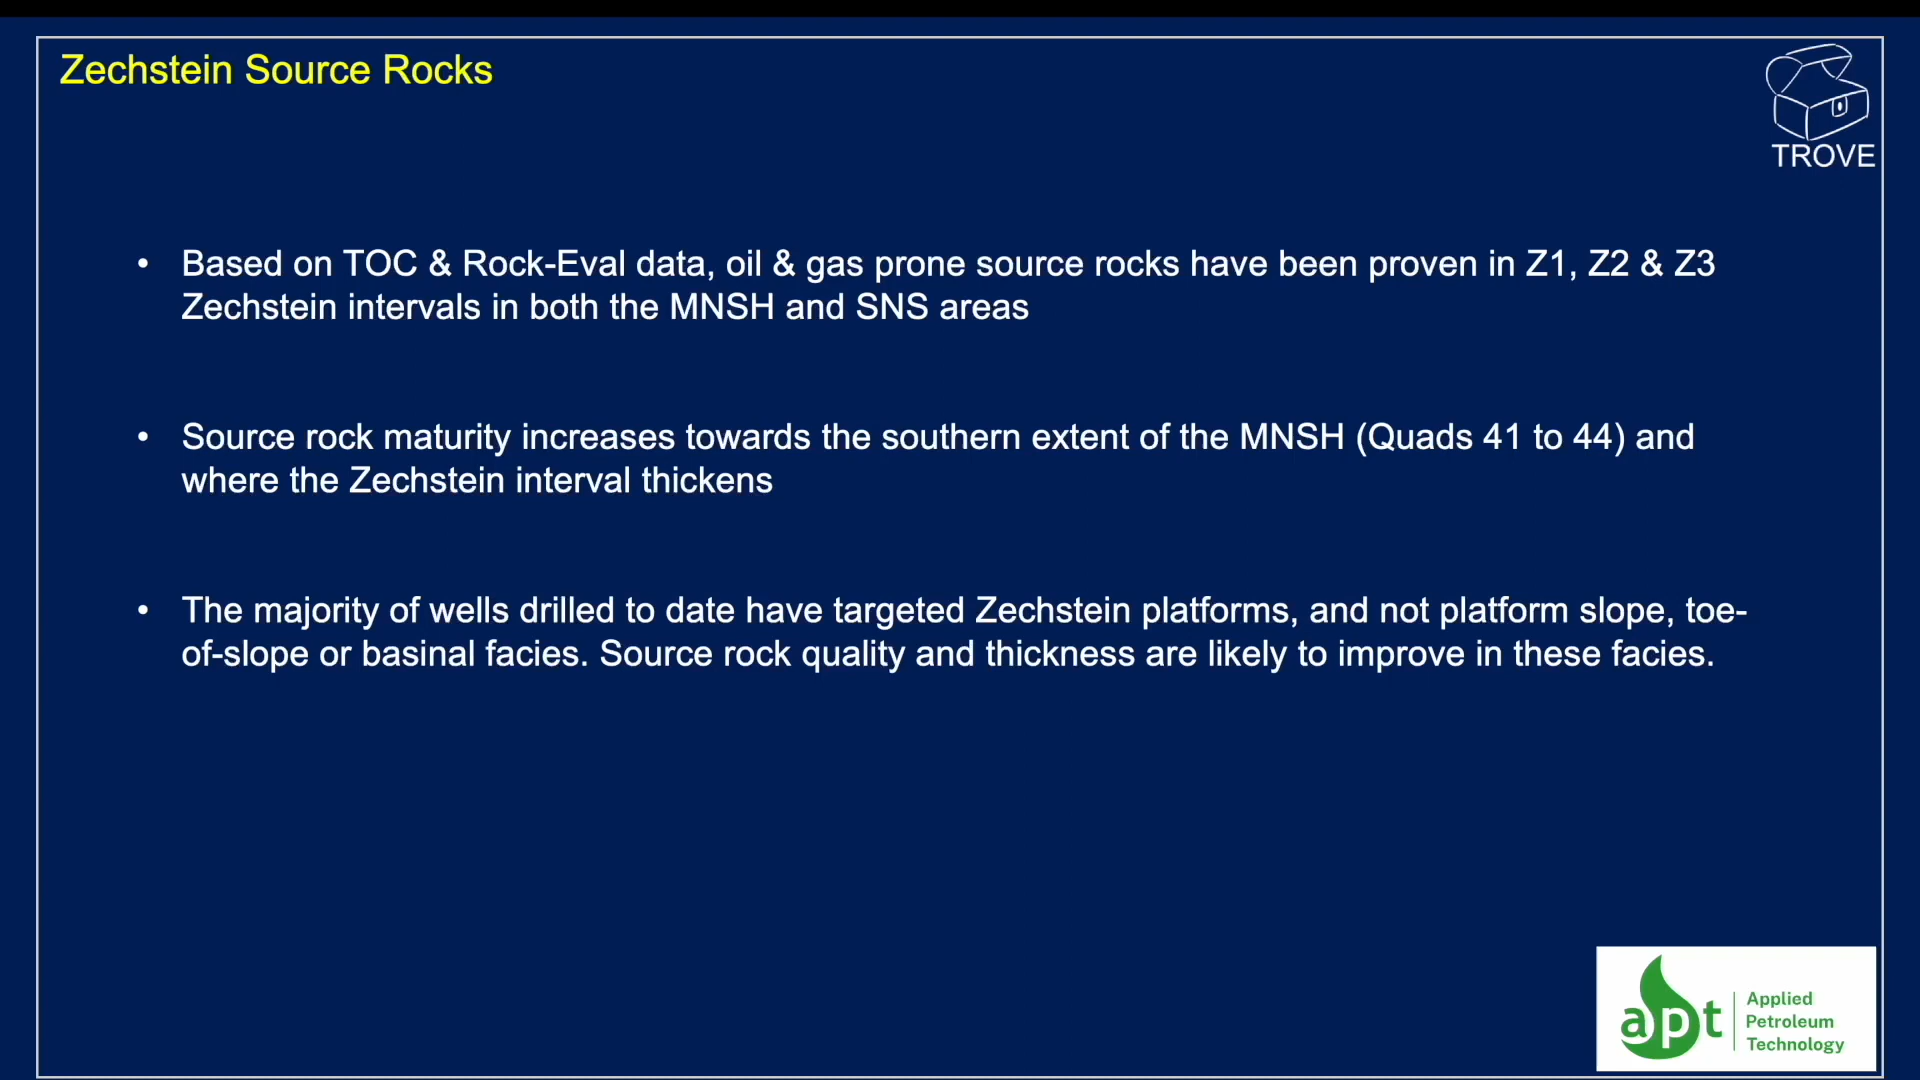 Zechstein Source Rocks
TROVE
• Based on TOC & Rock-Eval data, oil & gas prone source rocks have been proven in Z1, Z2 & Z3
Zechstein intervals in both the MNSH and SNS areas
• Source rock maturity increases towards the southern extent of the MNSH (Quads 41 to 44) and
where the Zechstein interval thickens
• The majority of wells drilled to date have targeted Zechstein platforms, and not platform slope, toe-
of-slope or basinal facies. Source rock quality and thickness are likely to improve in these facies.
apt
Applied
Petroleum
Technology